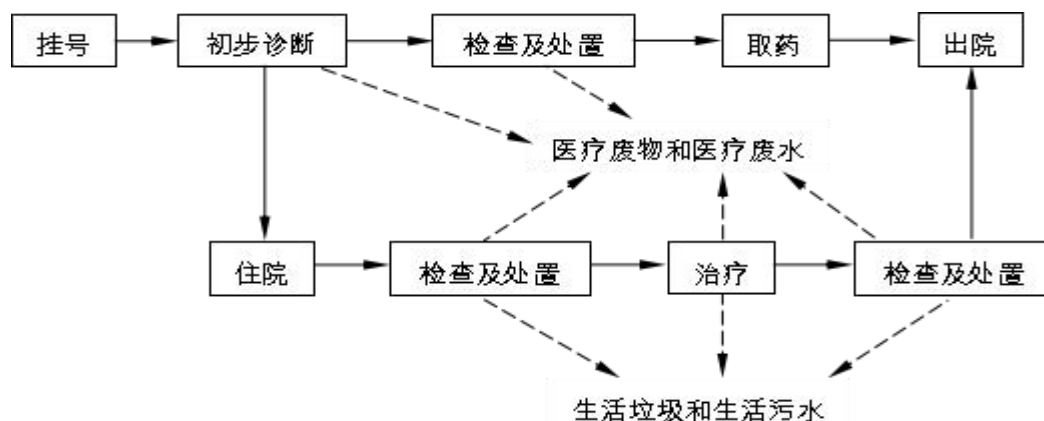 挂号 初步诊断 检查及处置 取药 出院
医疗废物和医疗废水
住院 检查及处置 治疗 检查及处置
生活垃圾和生活污水